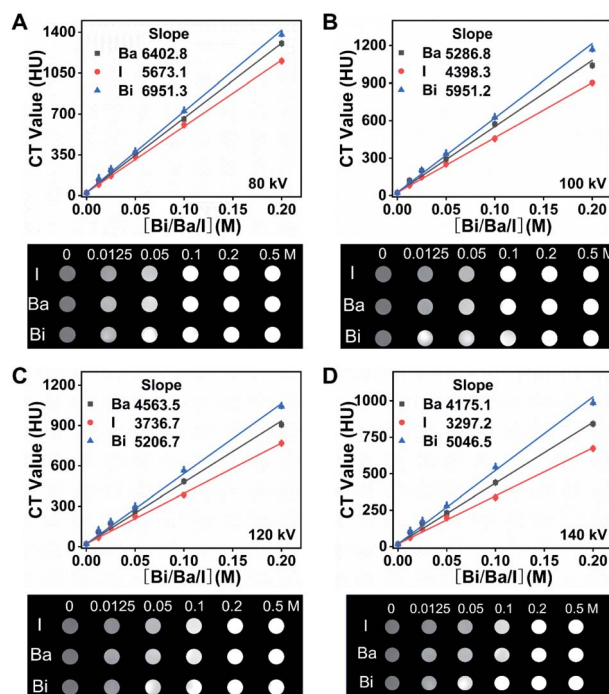 A
Slope
Ba 6402.8
I 5673.1
Bi 6951.3
1400
1050
700
350
0
CT Value (HU)
80 kV
0.00 0.05 0.10 0.15 0.20
[Bi/Ba/I] (M)
0 0.0125 0.05 0.1 0.2 0.5 M
I
Ba
Bi
B
Slope
Ba 5286.8
I 4398.3
Bi 5951.2
1200
900
600
300
0
CT Value (HU)
100 kV
0.00 0.05 0.10 0.15 0.20
[Bi/Ba/I] (M)
0 0.0125 0.05 0.1 0.2 0.5 M
I
Ba
Bi
C
Slope
Ba 4563.5
I 3736.7
Bi 5206.7
1200
900
600
300
0
CT Value (HU)
120 kV
0.00 0.05 0.10 0.15 0.20
[Bi/Ba/I] (M)
0 0.0125 0.05 0.1 0.2 0.5 M
I
Ba
Bi
D
Slope
Ba 4175.1
I 3297.2
Bi 5046.5
1000
750
500
250
0
CT Value (HU)
140 kV
0.00 0.05 0.10 0.15 0.20
[Bi/Ba/I] (M)
0 0.0125 0.05 0.1 0.2 0.5 M
I
Ba
Bi